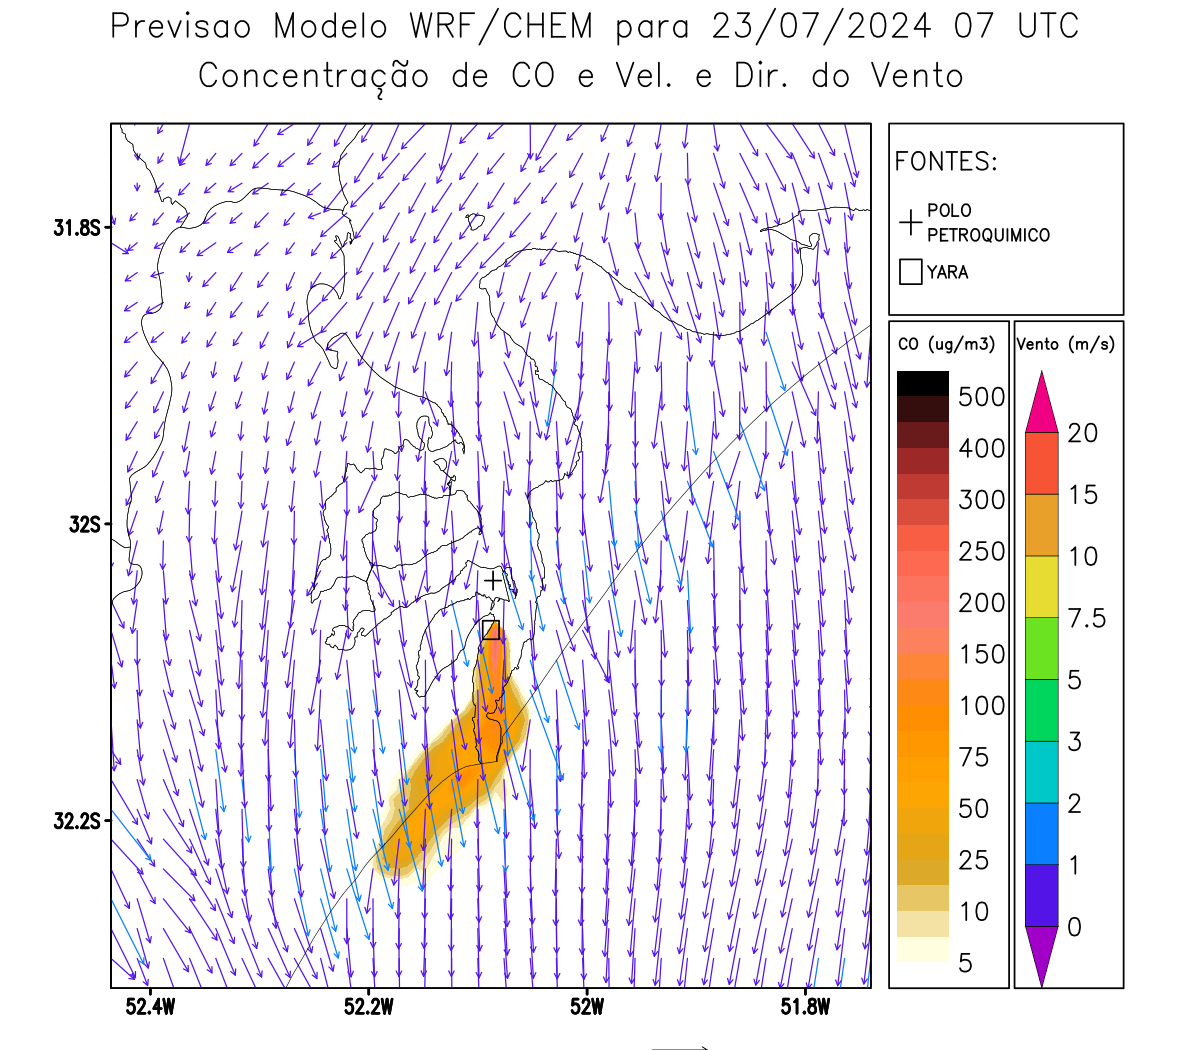 Previsao Modelo WRF/CHEM para 23/07/2024 07 UTC
Concentração de CO e Vel. e Dir. do Vento
FONTES:
POLO
PETROQUIMICO
YARA
CO (ug/m3)
500
400
300
250
200
150
100
75
50
25
10
5
Vento (m/s)
20
15
10
7.5
5
3
2
1
0
31.8S
32S
32.2S
52.4W
52.2W
52W
51.8W